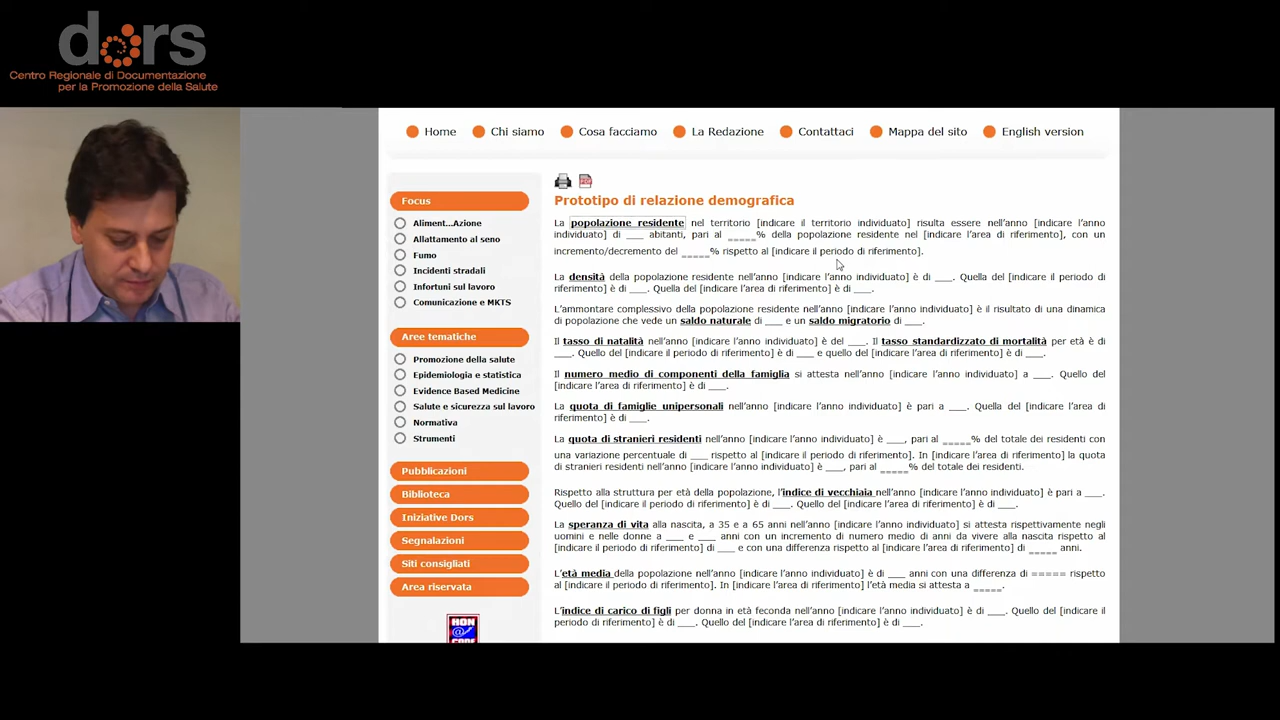 dors
Centro Regionale di Documentazione
per la Promozione della Salute
Home
Chi siamo
Cosa facciamo
La Redazione
Contattaci
Mappa del sito
English version
Focus
Aliment...Azione
Allattamento al seno
Fumo
Incidenti stradali
Infortuni sul lavoro
Comunicazione e MKTS
Aree tematiche
Promozione della salute
Epidemiologia e statistica
Evidence Based Medicine
Salute e sicurezza sul lavoro
Normativa
Strumenti
Pubblicazioni
Biblioteca
Iniziative Dors
Segnalazioni
Siti consigliati
Area riservata
HON
@
CODE
Prototipo di relazione demografica
La popolazione residente nel territorio [indicare il territorio individuato] risulta essere nell'anno [indicare l'anno
individuato] di ___ abitanti, pari al _____% della popolazione residente nel [indicare l'area di riferimento], con un
incremento/decremento del _____% rispetto al [indicare il periodo di riferimento].
La densità della popolazione residente nell'anno [indicare l'anno individuato] è di ___. Quella del [indicare il periodo di
riferimento] è di ___. Quella del [indicare l'area di riferimento] è di ___.
L'ammontare complessivo della popolazione residente nell'anno [indicare l'anno individuato] è il risultato di una dinamica
di popolazione che vede un saldo naturale di ___ e un saldo migratorio di ___.
Il tasso di natalità nell'anno [indicare l'anno individuato] è del ___. Il tasso standardizzato di mortalità per età è di
___. Quello del [indicare il periodo di riferimento] è di ___ e quello del [indicare l'area di riferimento] è di ___.
Il numero medio di componenti della famiglia si attesta nell'anno [indicare l'anno individuato] a ___. Quello del
[indicare l'area di riferimento] è di ___.
La quota di famiglie unipersonali nell'anno [indicare l'anno individuato] è pari a ___. Quella del [indicare l'area di
riferimento] è di ___.
La quota di stranieri residenti nell'anno [indicare l'anno individuato] è ___, pari al _____% del totale dei residenti con
una variazione percentuale di ___ rispetto al [indicare il periodo di riferimento]. In [indicare l'area di riferimento] la quota
di stranieri residenti nell'anno [indicare l'anno individuato] è ___, pari al _____% del totale dei residenti.
Rispetto alla struttura per età della popolazione, l'indice di vecchiaia nell'anno [indicare l'anno individuato] è pari a ___.
Quello del [indicare il periodo di riferimento] è di ___. Quello del [indicare l'area di riferimento] è di ___.
La speranza di vita alla nascita, a 35 e a 65 anni nell'anno [indicare l'anno individuato] si attesta rispettivamente negli
uomini e nelle donne a ___ e ___ anni con un incremento di numero medio di anni da vivere alla nascita rispetto al
[indicare il periodo di riferimento] di ___ e con una differenza rispetto al [indicare l'area di riferimento] di _____ anni.
L'età media della popolazione nell'anno [indicare l'anno individuato] è di ___ anni con una differenza di ===== rispetto
al [indicare il periodo di riferimento]. In [indicare l'area di riferimento] l'età media si attesta a _____.
L'indice di carico di figli per donna in età feconda nell'anno [indicare l'anno individuato] è di ___. Quello del [indicare il
periodo di riferimento] è di ___. Quello del [indicare l'area di riferimento] è di ___.